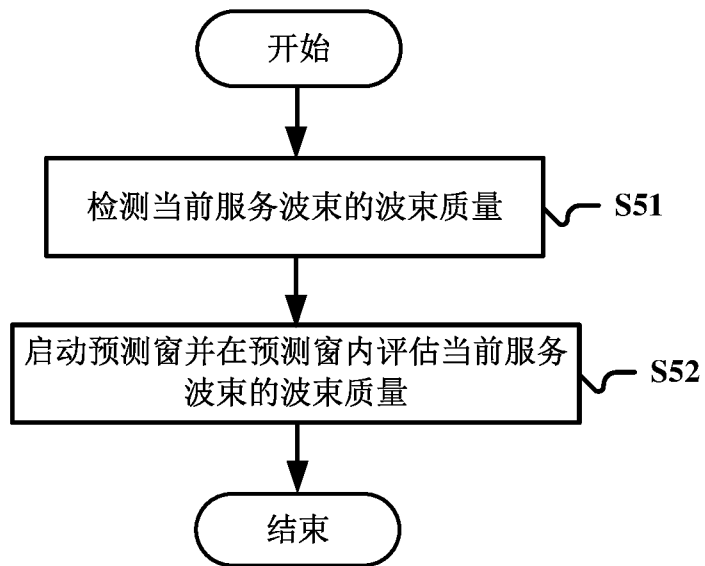 开始
检测当前服务波束的波束质量
S51
启动预测窗并在预测窗内评估当前服务
波束的波束质量
S52
结束